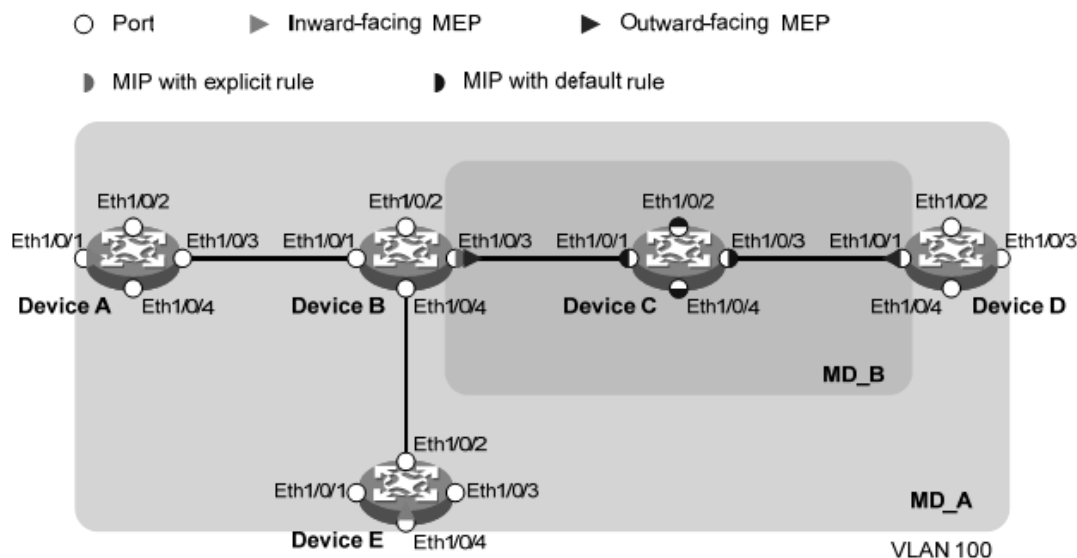 Port
Inward-facing MEP
Outward-facing MEP
MIP with explicit rule
MIP with default rule
Eth1/0/2
Eth1/0/2
Eth1/0/2
Eth1/0/2
Eth1/0/1
Eth1/0/3
Eth1/0/1
Eth1/0/3
Eth1/0/1
Eth1/0/3
Eth1/0/1
Eth1/0/3
Device A
Eth1/0/4
Device B
Eth1/0/4
Device C
Eth1/0/4
Eth1/0/4
Device D
MD_B
Eth1/0/2
Eth1/0/1
Eth1/0/3
MD_A
Device E
Eth1/0/4
VLAN 100